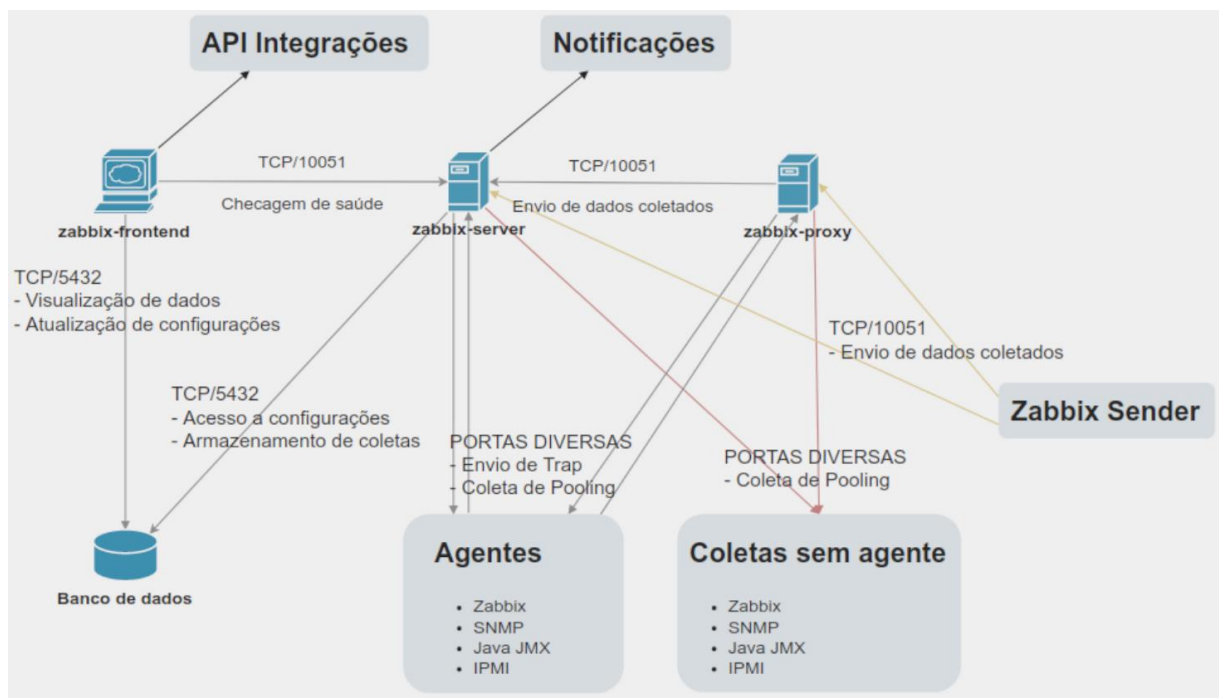 API Integrações
Notificações
TCP/10051
TCP/10051
Checagem de saúde
Envio de dados coletados
zabbix-frontend
zabbix-server
zabbix-proxy
TCP/5432
- Visualização de dados
- Atualização de configurações
TCP/10051
- Envio de dados coletados
TCP/5432
- Acesso a configurações
- Armazenamento de coletas
Zabbix Sender
PORTAS DIVERSAS
- Envio de Trap
- Coleta de Pooling
PORTAS DIVERSAS
- Coleta de Pooling
Banco de dados
Agentes
• Zabbix
• SNMP
• Java JMX
• IPMI
Coletas sem agente
• Zabbix
• SNMP
• Java JMX
• IPMI